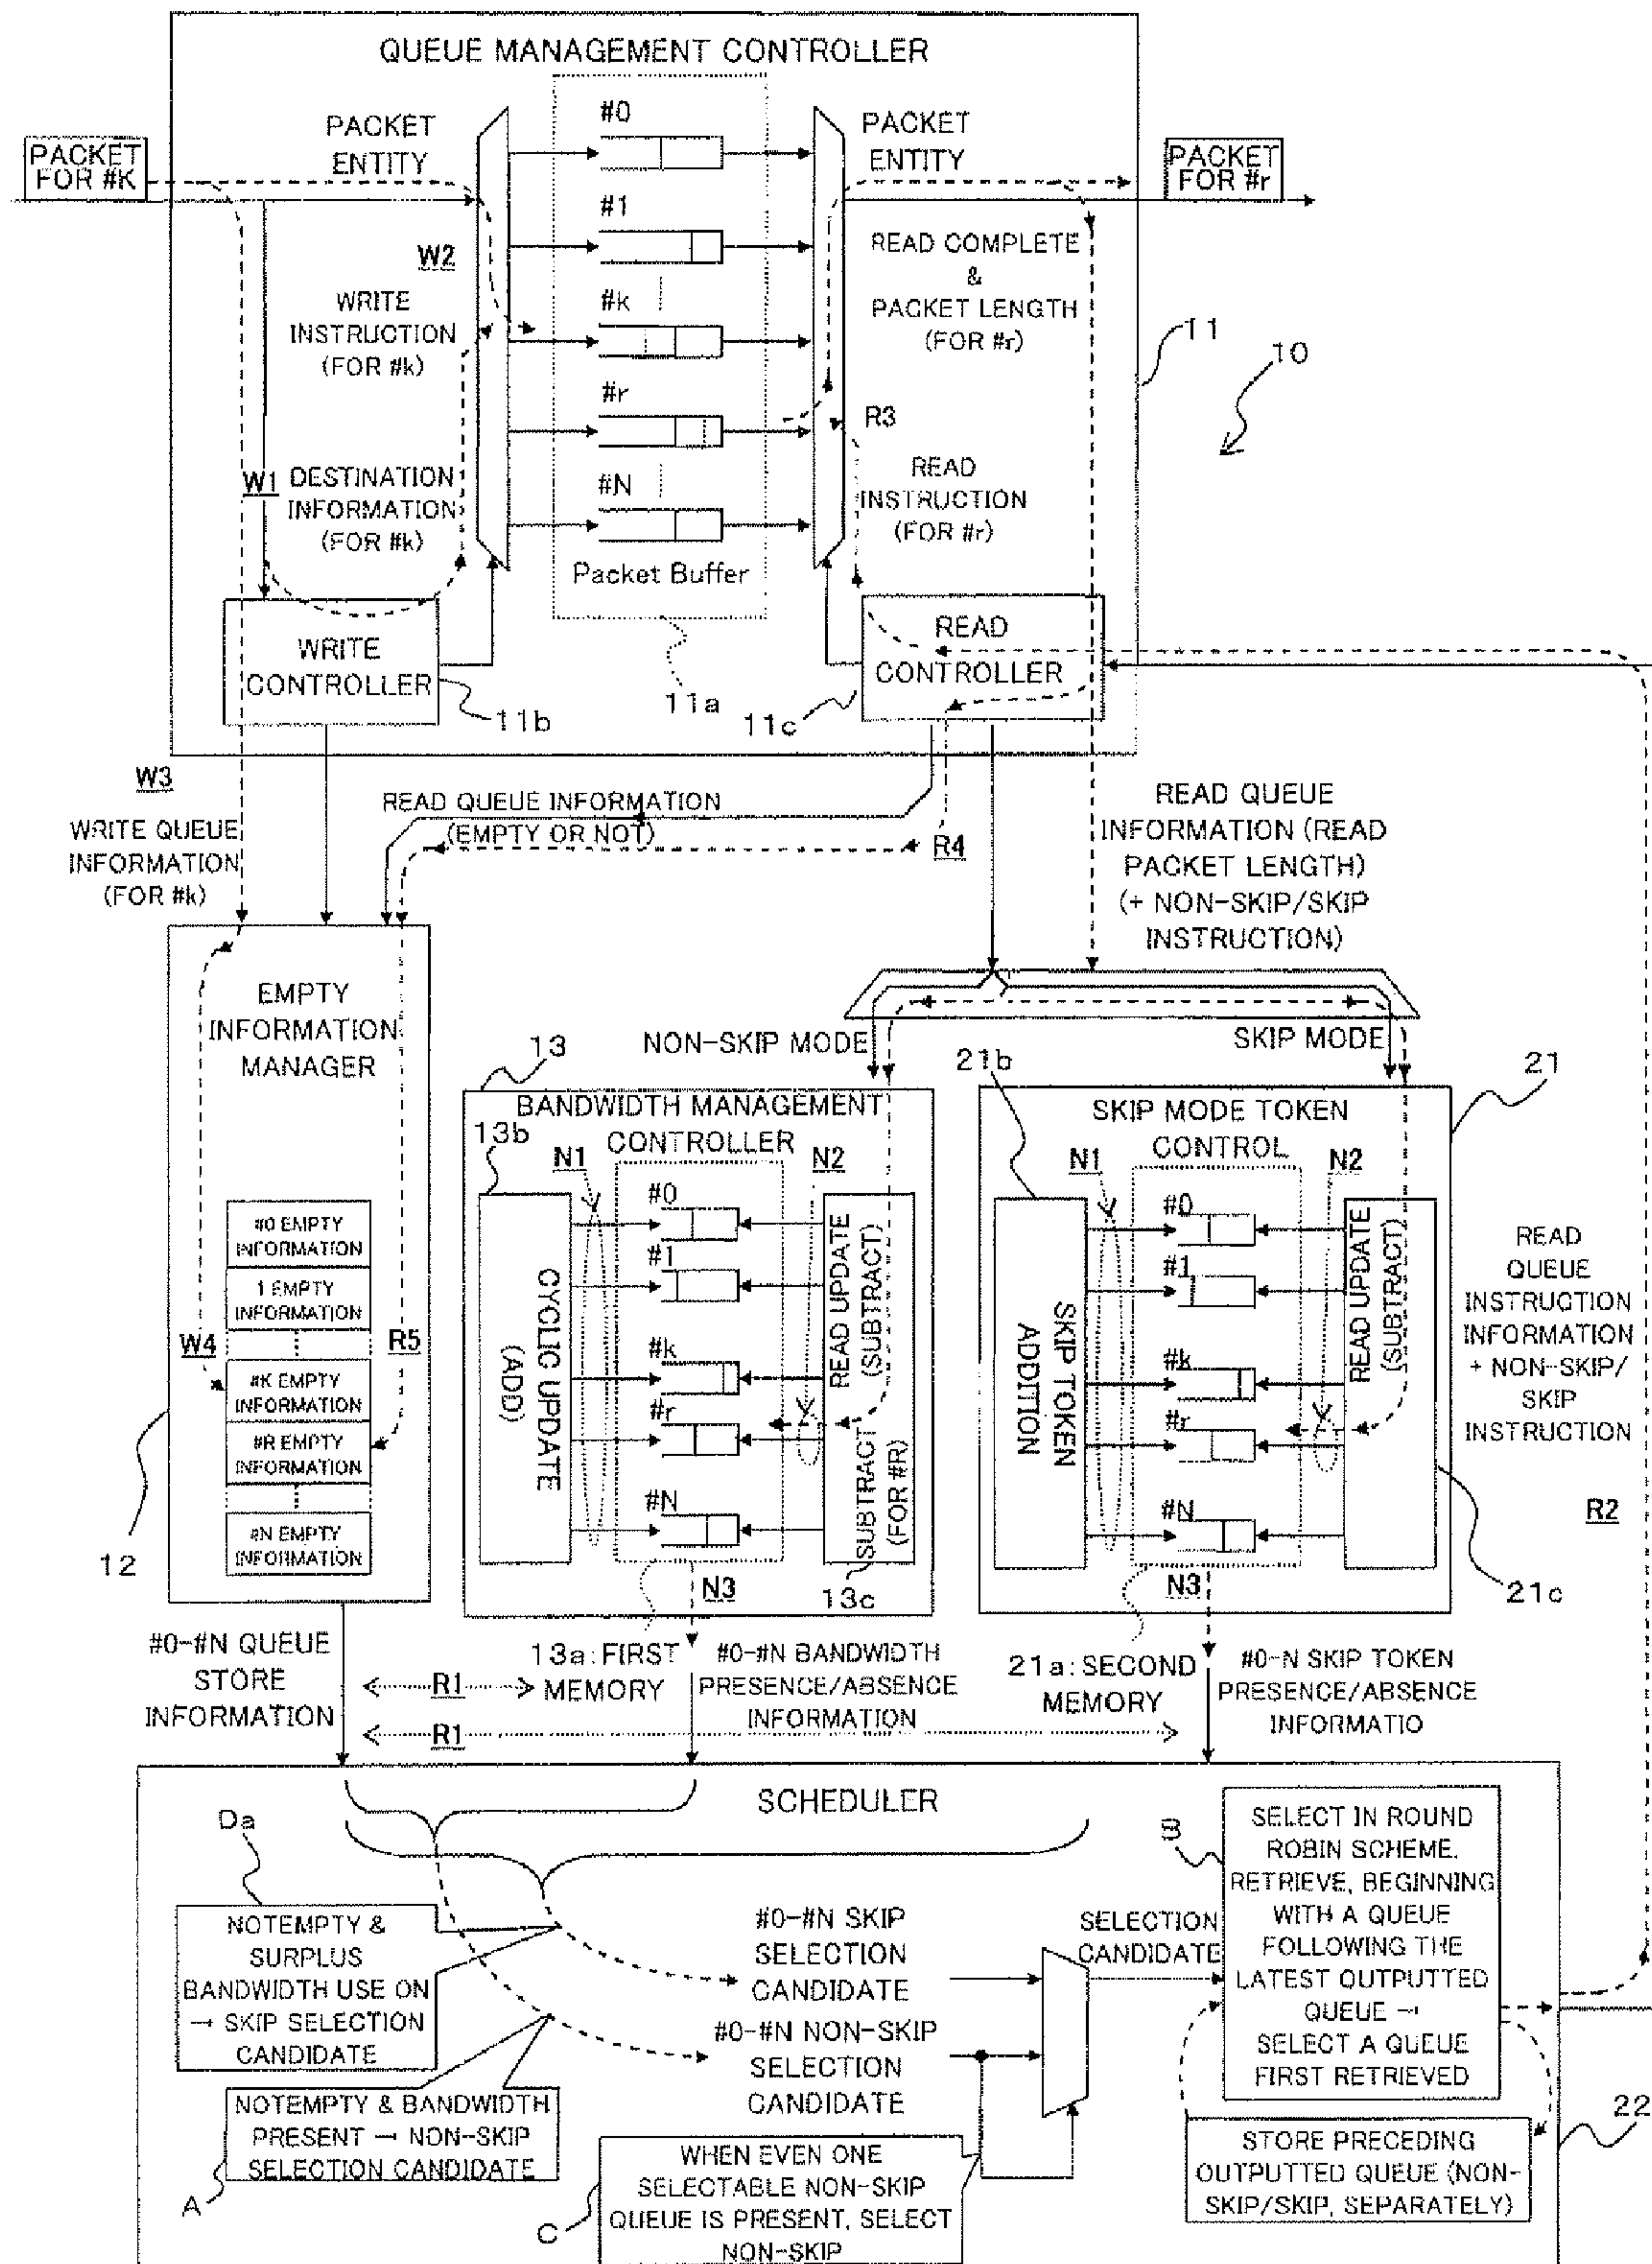 QUEUE MANAGEMENT CONTROLLER
PACKET
FOR #K
PACKET
ENTITY
#0
PACKET
ENTITY
PACKET
FOR #r
#1
W2
READ COMPLETE
&
PACKET LENGTH
(FOR #r)
WRITE
INSTRUCTION
(FOR #k)
#k
11
10
#r
R3
W1
DESTINATION
INFORMATION
(FOR #k)
#N
READ
INSTRUCTION
(FOR #r)
Packet Buffer
WRITE
CONTROLLER
READ
CONTROLLER
11b
11a
11c
W3
WRITE QUEUE
INFORMATION
(FOR #k)
READ QUEUE INFORMATION
(EMPTY OR NOT)
R4
READ QUEUE
INFORMATION (READ
PACKET LENGTH)
(+ NON-SKIP/SKIP
INSTRUCTION)
EMPTY
INFORMATION
MANAGER
NON-SKIP MODE
SKIP MODE
13
21b
21
BANDWIDTH MANAGEMENT
CONTROLLER
13b
N1
N2
SKIP MODE TOKEN
CONTROL
N1
N2
#0 EMPTY
INFORMATION
1 EMPTY
INFORMATION
W4
R5
#K EMPTY
INFORMATION
#R EMPTY
INFORMATION
#N EMPTY
INFORMATION
12
CYCLIC UPDATE
(ADD)
#0
#1
#k
#r
#N
READ UPDATE
(SUBTRACT)
SUBTRACT
(FOR #R)
13c
N3
SKIP TOKEN
ADDITION
#0
#1
#k
#r
#N
READ UPDATE
(SUBTRACT)
21c
N3
READ
QUEUE
INSTRUCTION
INFORMATION
+ NON-SKIP/
SKIP
INSTRUCTION
R2
#0-#N QUEUE
STORE
INFORMATION
R1
R1
13a:FIRST
MEMORY
#0-#N BANDWIDTH
PRESENCE/ABSENCE
INFORMATION
21a:SECOND
MEMORY
#0-N SKIP TOKEN
PRESENCE/ABSENCE
INFORMATIO
SCHEDULER
Da
NOTEMPTY &
SURPLUS
BANDWIDTH USE ON
→ SKIP SELECTION
CANDIDATE
NOTEMPTY & BANDWIDTH
PRESENT → NON-SKIP
SELECTION CANDIDATE
A
#0-#N SKIP
SELECTION
CANDIDATE
#0-#N NON-SKIP
SELECTION
CANDIDATE
SELECTION
CANDIDATE
C
WHEN EVEN ONE
SELECTABLE NON-SKIP
QUEUE IS PRESENT, SELECT
NON-SKIP
B
SELECT IN ROUND
ROBIN SCHEME.
RETRIEVE, BEGINNING
WITH A QUEUE
FOLLOWING THE
LATEST OUTPUTTED
QUEUE →
SELECT A QUEUE
FIRST RETRIEVED
STORE PRECEDING
OUTPUTTED QUEUE (NON-
SKIP/SKIP, SEPARATELY)
22